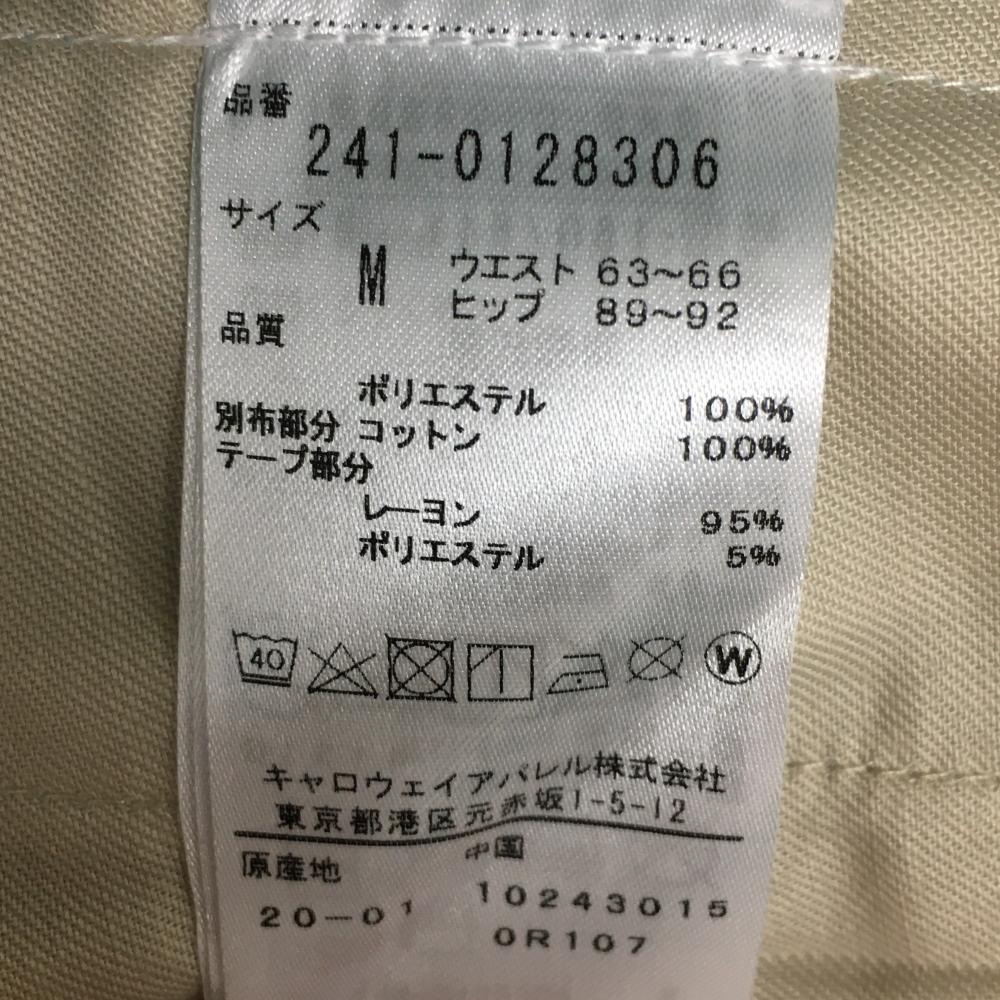 品番
241-0128306
サイズ
M ウエスト 63~66
ヒップ 89~92
品質
ポリエステル 100%
別布部分 コットン 100%
テープ部分
レーヨン 95%
ポリエステル 5%
40 W
キャロウェイアパレル株式会社
東京都港区元赤坂1-5-12
原産地 中国
20-01 10243015
0R107